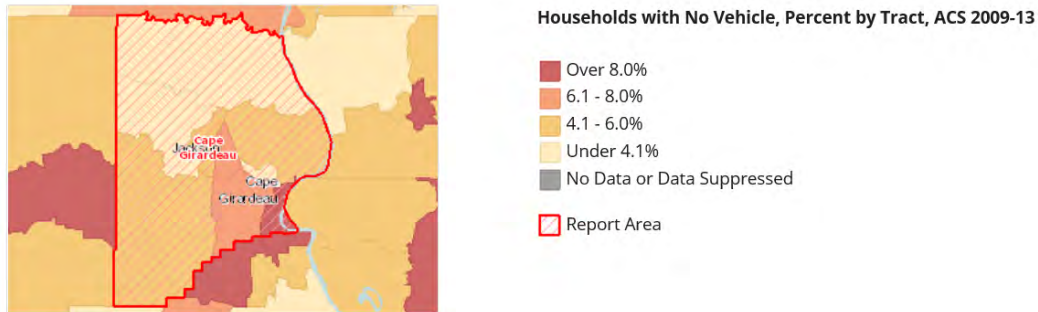 Households with No Vehicle, Percent by Tract, ACS 2009-13
Over 8.0%
6.1 - 8.0%
4.1 - 6.0%
Under 4.1%
No Data or Data Suppressed
Report Area
Cape
Jackson
Girardeau
Cape
Girardeau